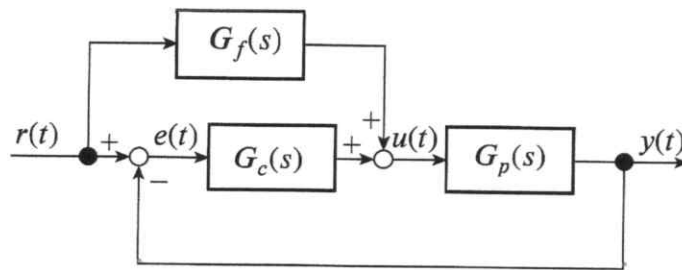 G_f(s)
r(t) + e(t) G_c(s) + + u(t) G_p(s) y(t)
−